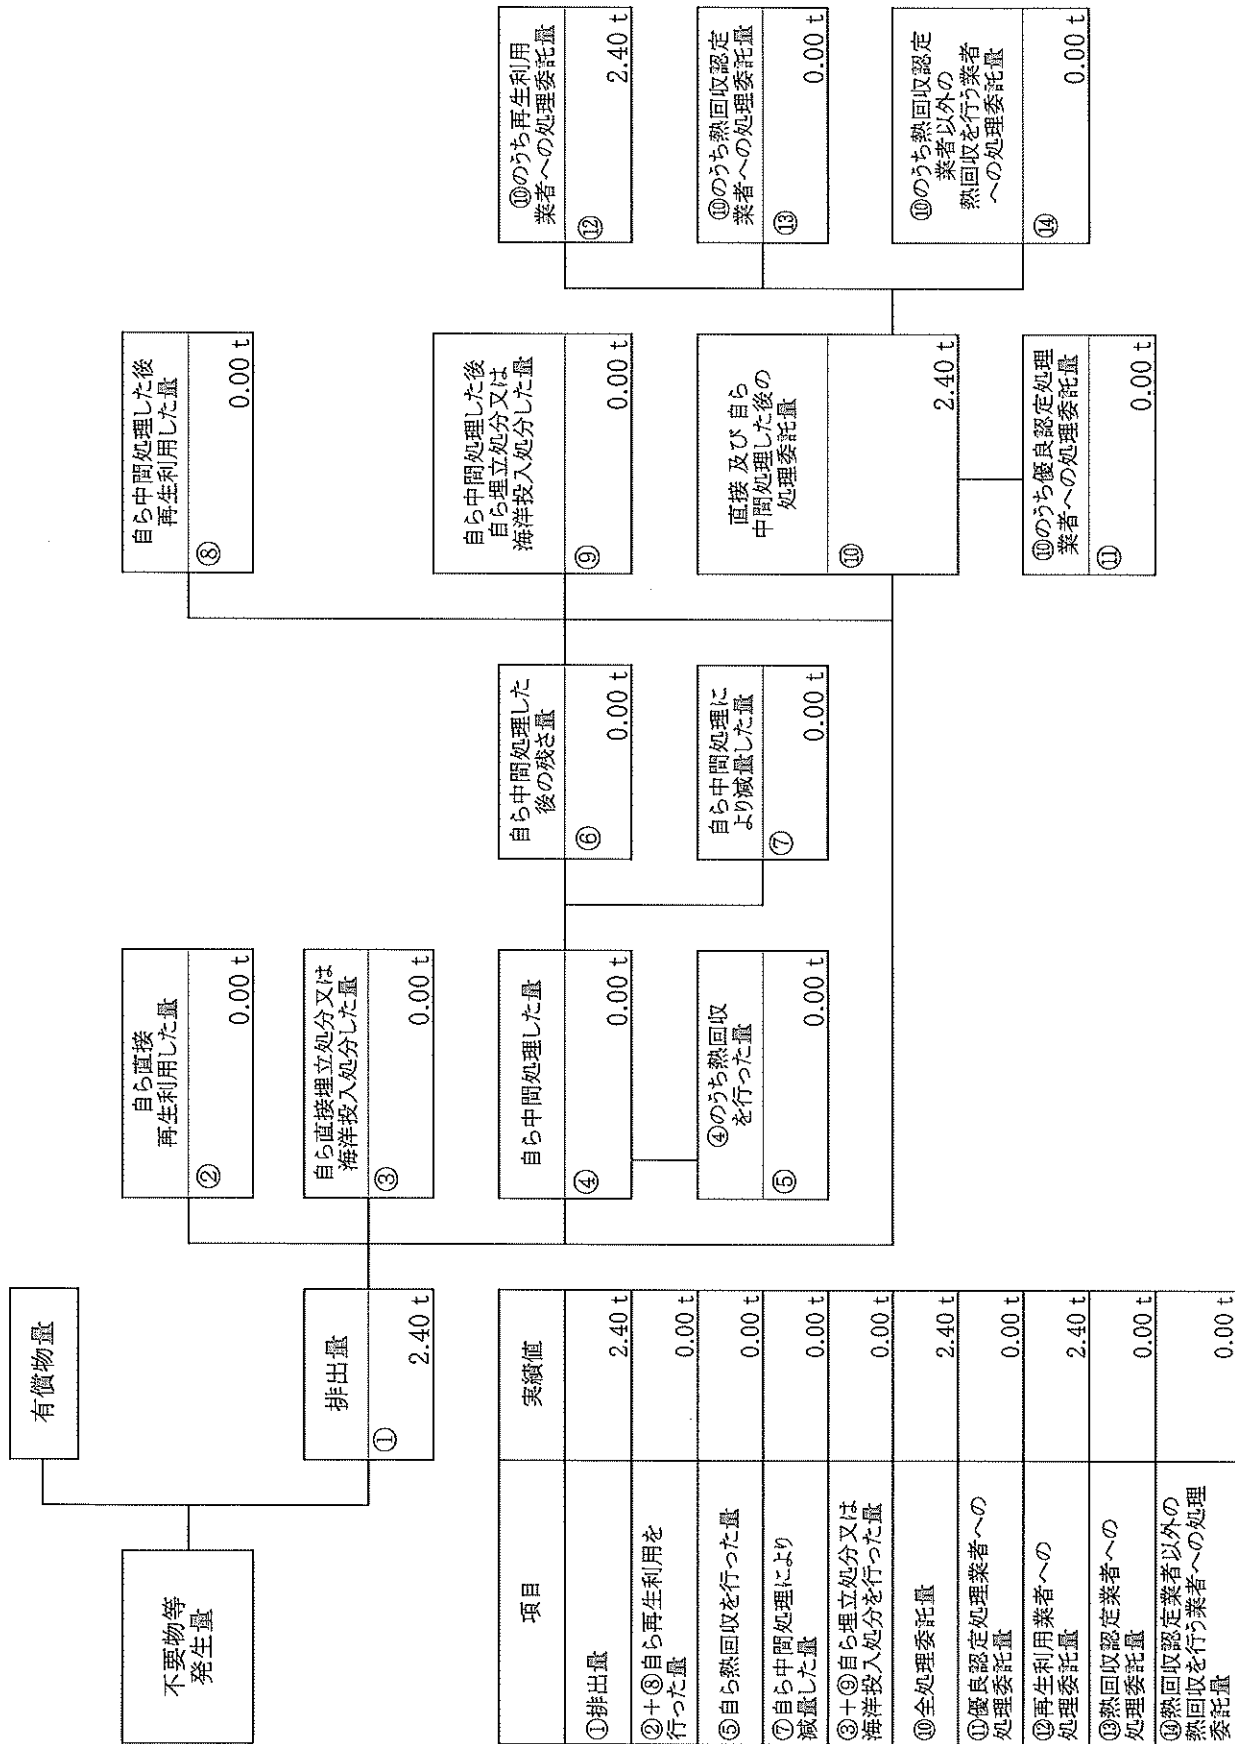 不要物等
発生量
有償物量
排出量
①
2.40 t
自ら直接
再生利用した量
②
0.00 t
自ら直接埋立処分又は
海洋投入処分した量
③
0.00 t
自ら中間処理した量
④
0.00 t
④のうち熱回収
を行った量
⑤
0.00 t
自ら中間処理した
後の残さ量
⑥
0.00 t
自ら中間処理に
より減量した量
⑦
0.00 t
自ら中間処理した後
再生利用した量
⑧
0.00 t
自ら中間処理した後
自ら埋立処分又は
海洋投入処分した量
⑨
0.00 t
直接 及び 自ら
中間処理した後の
処理委託量
⑩
2.40 t
⑩のうち優良認定処理
業者への処理委託量
⑪
0.00 t
⑩のうち再生利用
業者への処理委託量
⑫
2.40 t
⑩のうち熱回収認定
業者への処理委託量
⑬
0.00 t
⑩のうち熱回収認定
業者以外の
熱回収を行う業者
への処理委託量
⑭
0.00 t
項目
実績値
①排出量
2.40 t
②+⑧自ら再生利用を
行った量
0.00 t
⑤自ら熱回収を行った量
0.00 t
⑦自ら中間処理により
減量した量
0.00 t
③+⑨自ら埋立処分又は
海洋投入処分を行った量
0.00 t
⑩全処理委託量
2.40 t
⑪優良認定処理業者への
処理委託量
0.00 t
⑫再生利用業者への
処理委託量
2.40 t
⑬熱回収認定業者への
処理委託量
0.00 t
⑭熱回収認定業者以外の
熱回収を行う業者への処理
委託量
0.00 t